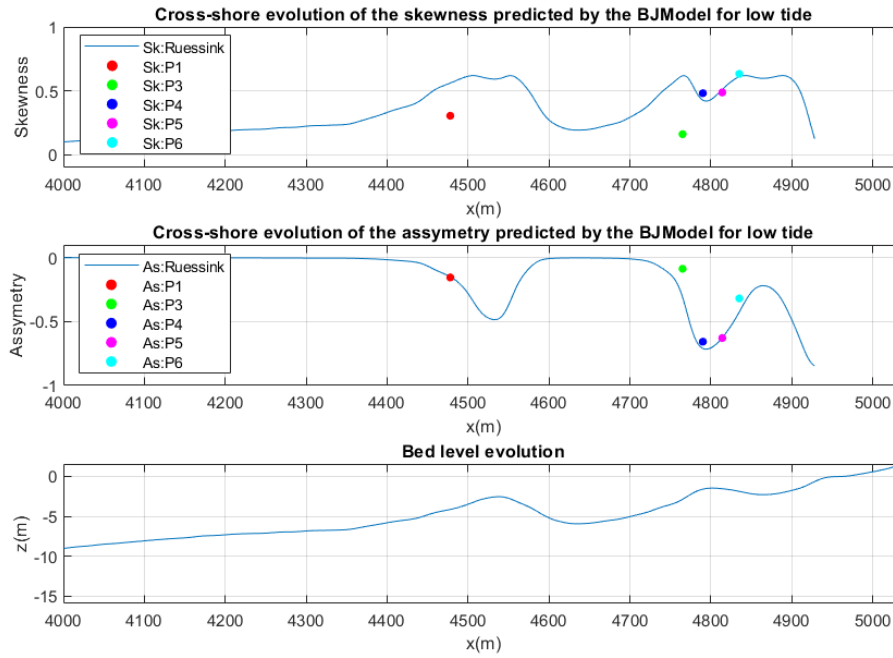 Cross-shore evolution of the skewness predicted by the BJModel for low tide
1
0.5
0
Skewness
Sk:Ruessink
Sk:P1
Sk:P3
Sk:P4
Sk:P5
Sk:P6
4000 4100 4200 4300 4400 4500 4600 4700 4800 4900 5000
x(m)
Cross-shore evolution of the assymetry predicted by the BJModel for low tide
0
-0.5
-1
Assymetry
As:Ruessink
As:P1
As:P3
As:P4
As:P5
As:P6
4000 4100 4200 4300 4400 4500 4600 4700 4800 4900 5000
x(m)
Bed level evolution
0
-5
-10
-15
z(m)
4000 4100 4200 4300 4400 4500 4600 4700 4800 4900 5000
x(m)